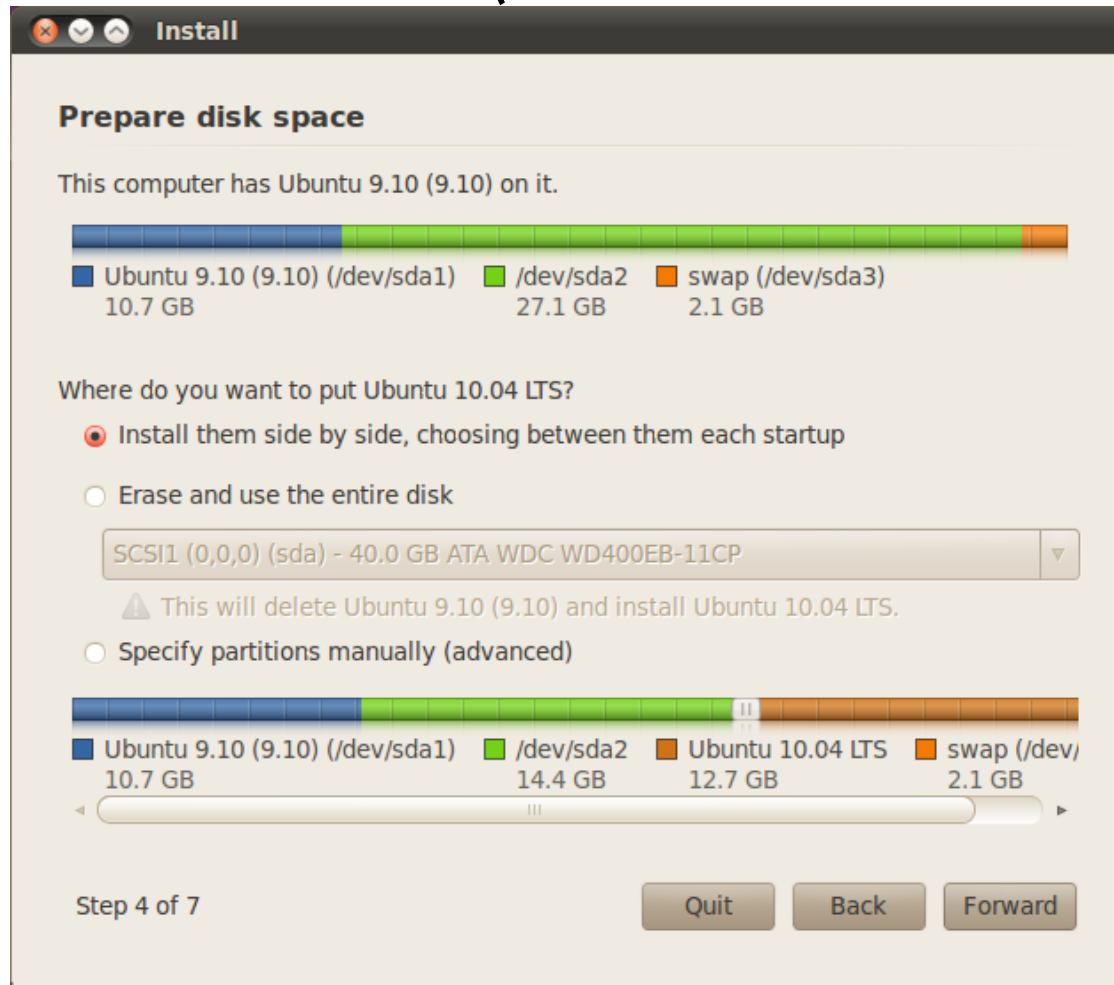 Install
Prepare disk space
This computer has Ubuntu 9.10 (9.10) on it.
Ubuntu 9.10 (9.10) (/dev/sda1) /dev/sda2 swap (/dev/sda3)
10.7 GB 27.1 GB 2.1 GB
Where do you want to put Ubuntu 10.04 LTS?
Install them side by side, choosing between them each startup
Erase and use the entire disk
SCSI1 (0,0,0) (sda) - 40.0 GB ATA WDC WD400EB-11CP
This will delete Ubuntu 9.10 (9.10) and install Ubuntu 10.04 LTS.
Specify partitions manually (advanced)
Ubuntu 9.10 (9.10) (/dev/sda1) /dev/sda2 Ubuntu 10.04 LTS swap (/dev/
10.7 GB 14.4 GB 12.7 GB 2.1 GB
Step 4 of 7 Quit Back Forward